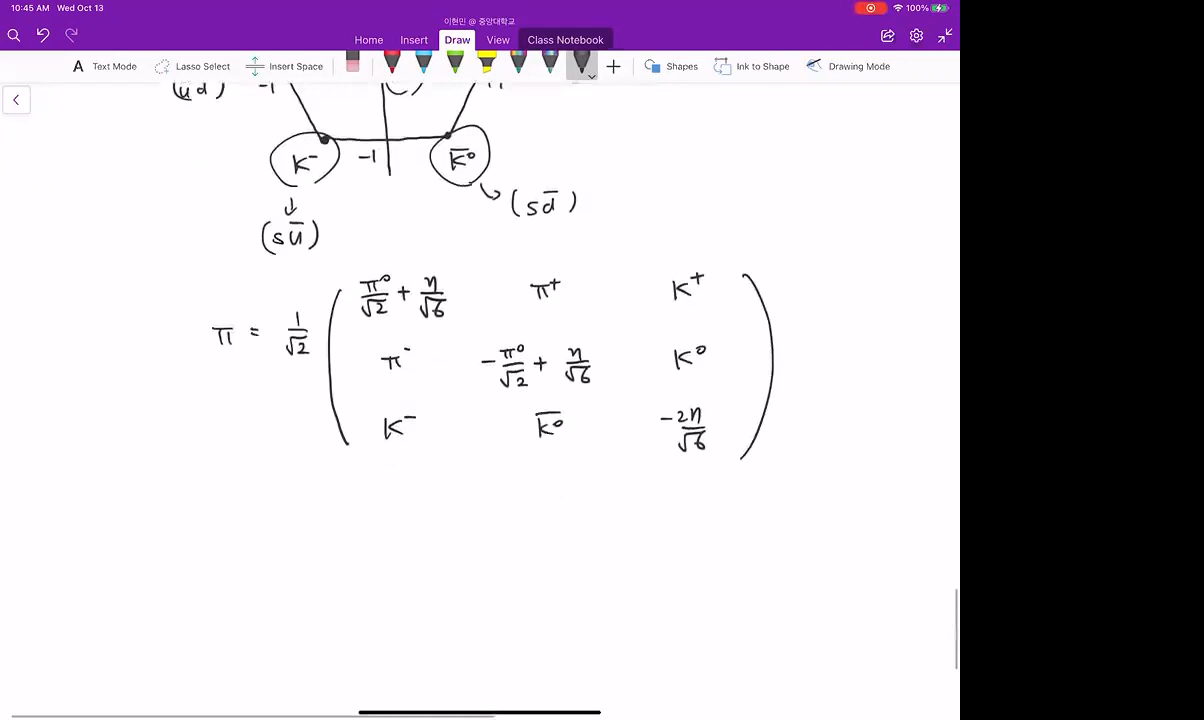 10:45 AM Wed Oct 13
100%
이현민 @ 중앙대학교
Home Insert Draw View Class Notebook
Text Mode Lasso Select Insert Space Shapes Ink to Shape Drawing Mode
(ud̄) -1
K⁻ -1 K̄⁰
(sd̄)
(sū)
π = 1/√2 ( π⁰/√2 + η/√6 π⁺ K⁺
π⁻ -π⁰/√2 + η/√6 K⁰
K⁻ K̄⁰ -2η/√6 )